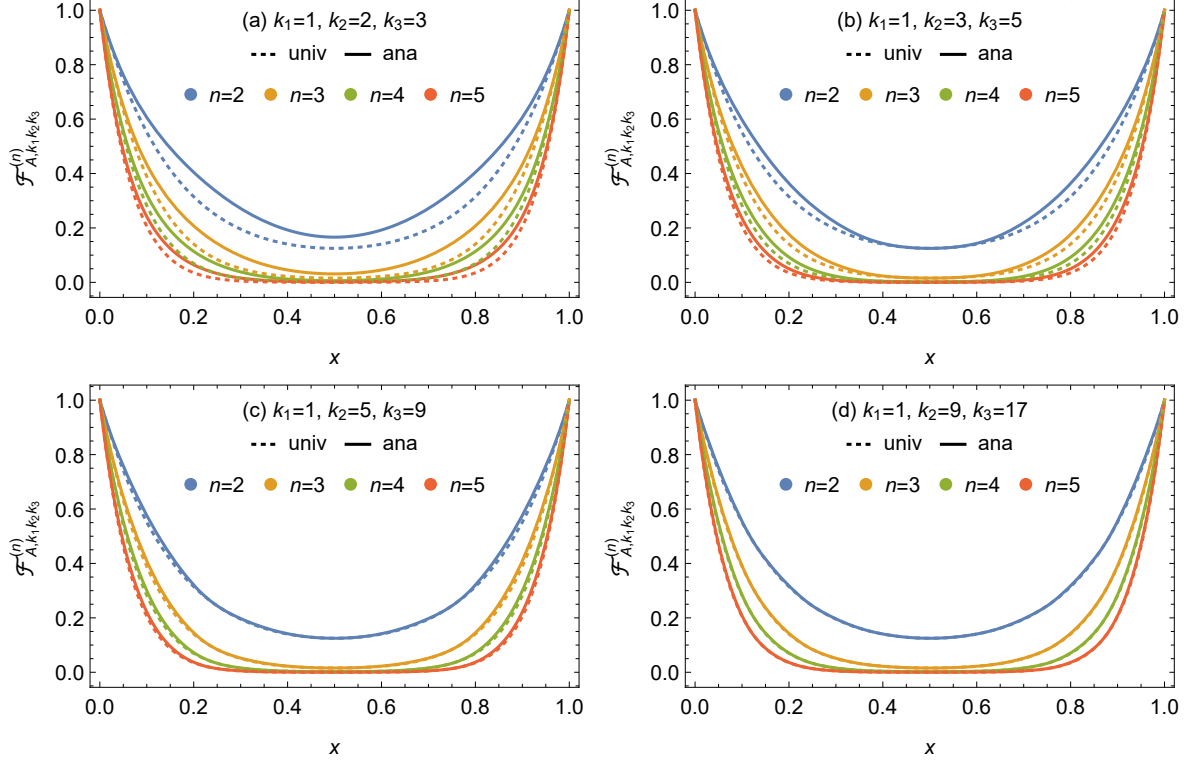 (a) k₁=1, k₂=2, k₃=3
univ ana
n=2 n=3 n=4 n=5
ℱ⁽ⁿ⁾A,k₁k₂k₃
1.0
0.8
0.6
0.4
0.2
0.0
0.0 0.2 0.4 0.6 0.8 1.0
x
(b) k₁=1, k₂=3, k₃=5
univ ana
n=2 n=3 n=4 n=5
ℱ⁽ⁿ⁾A,k₁k₂k₃
1.0
0.8
0.6
0.4
0.2
0.0
0.0 0.2 0.4 0.6 0.8 1.0
x
(c) k₁=1, k₂=5, k₃=9
univ ana
n=2 n=3 n=4 n=5
ℱ⁽ⁿ⁾A,k₁k₂k₃
1.0
0.8
0.6
0.4
0.2
0.0
0.0 0.2 0.4 0.6 0.8 1.0
x
(d) k₁=1, k₂=9, k₃=17
univ ana
n=2 n=3 n=4 n=5
ℱ⁽ⁿ⁾A,k₁k₂k₃
1.0
0.8
0.6
0.4
0.2
0.0
0.0 0.2 0.4 0.6 0.8 1.0
x